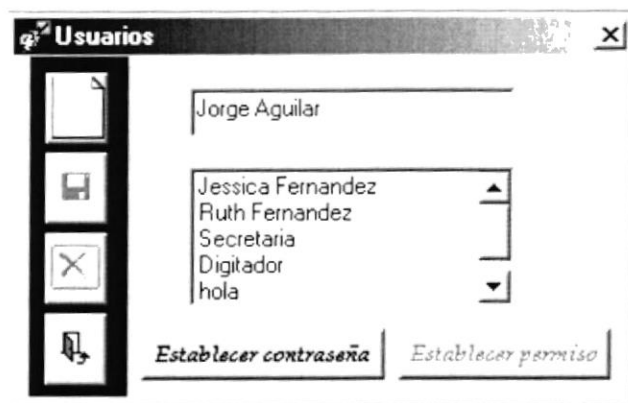 Usuarios
Jorge Aguilar
Jessica Fernandez
Ruth Fernandez
Secretaria
Digitador
hola
Establecer contraseña
Establecer permiso